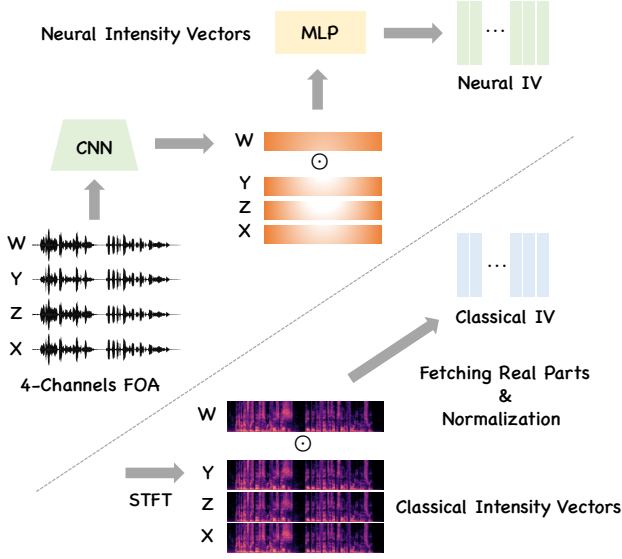 Neural Intensity Vectors
MLP
...
Neural IV
CNN
W
⊙
Y
Z
X
W
Y
Z
X
4-Channels FOA
...
Classical IV
Fetching Real Parts
&
Normalization
W
⊙
Y
Z
X
STFT
Classical Intensity Vectors